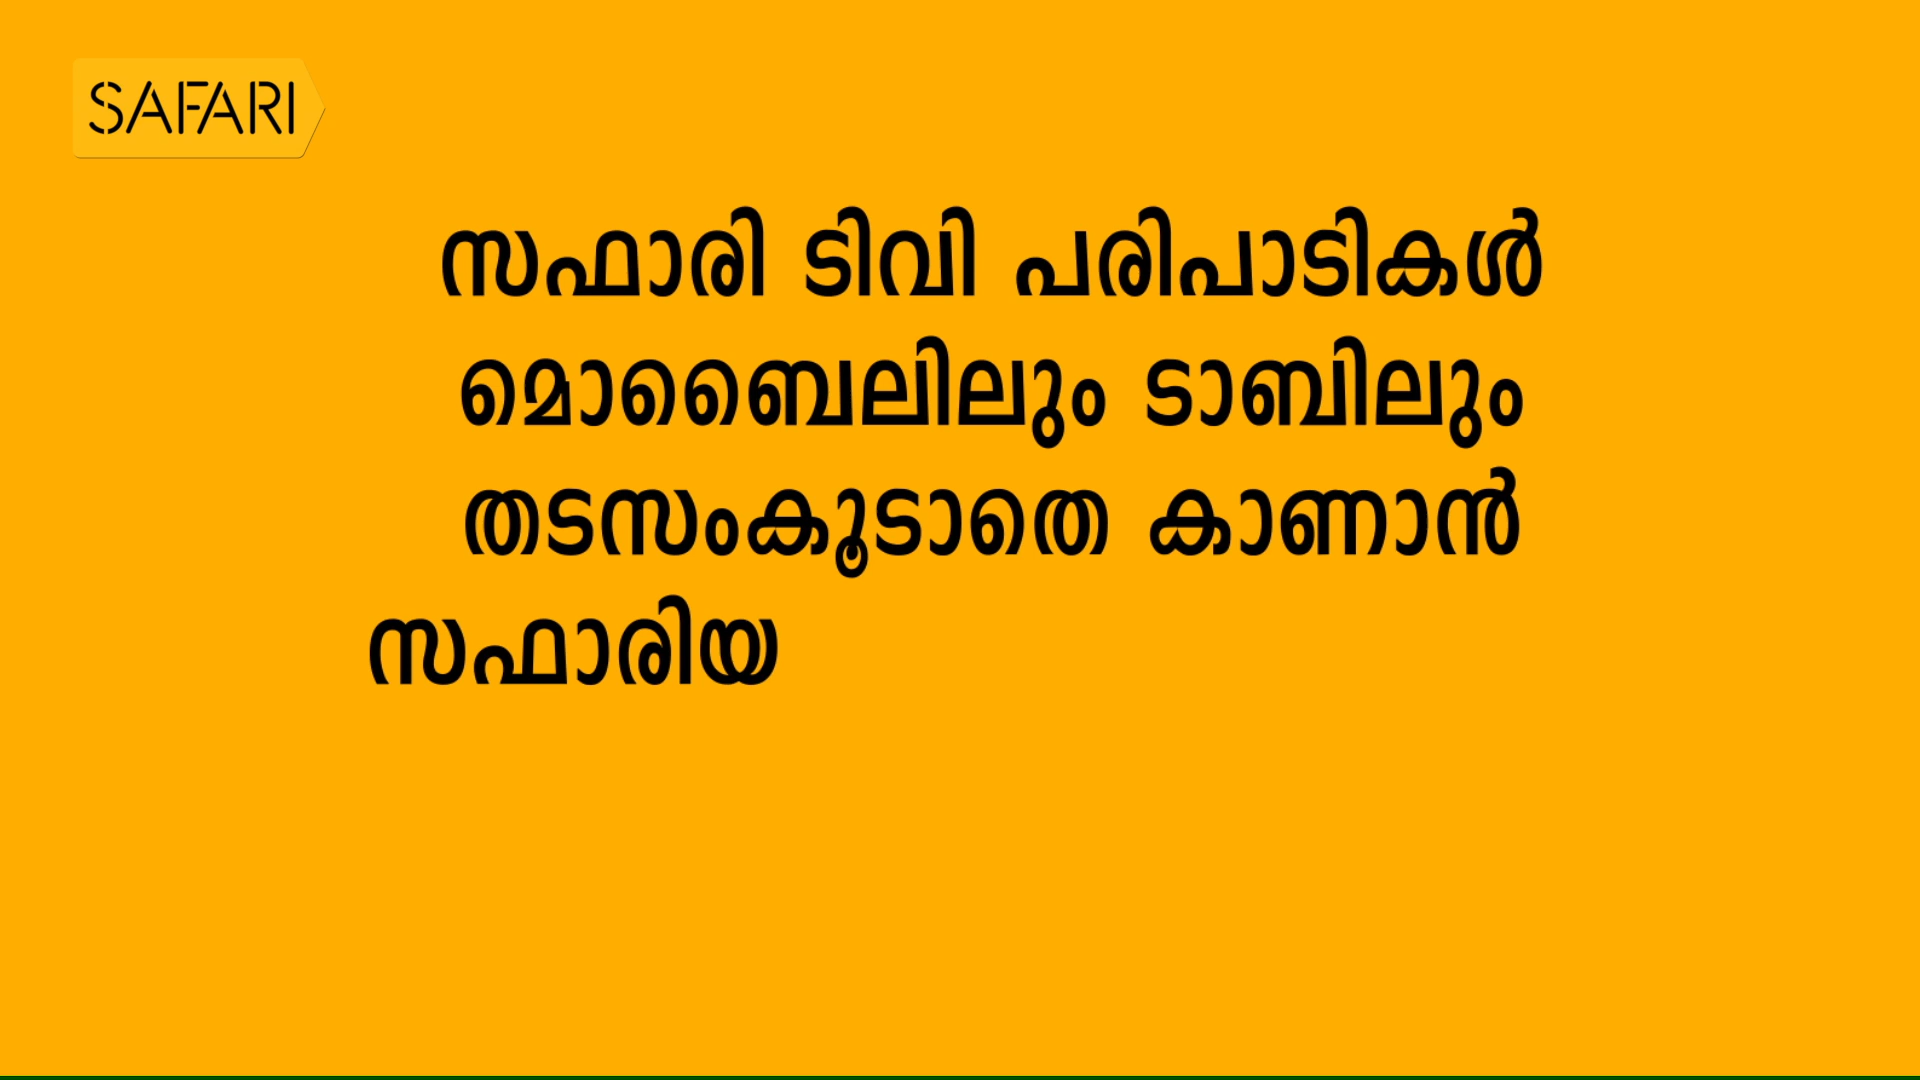 SAFARI
സഫാരി ടിവി പരിപാടികൾ
മൊബൈലിലും ടാബിലും
തടസംകൂടാതെ കാണാൻ
സഫാരിയ